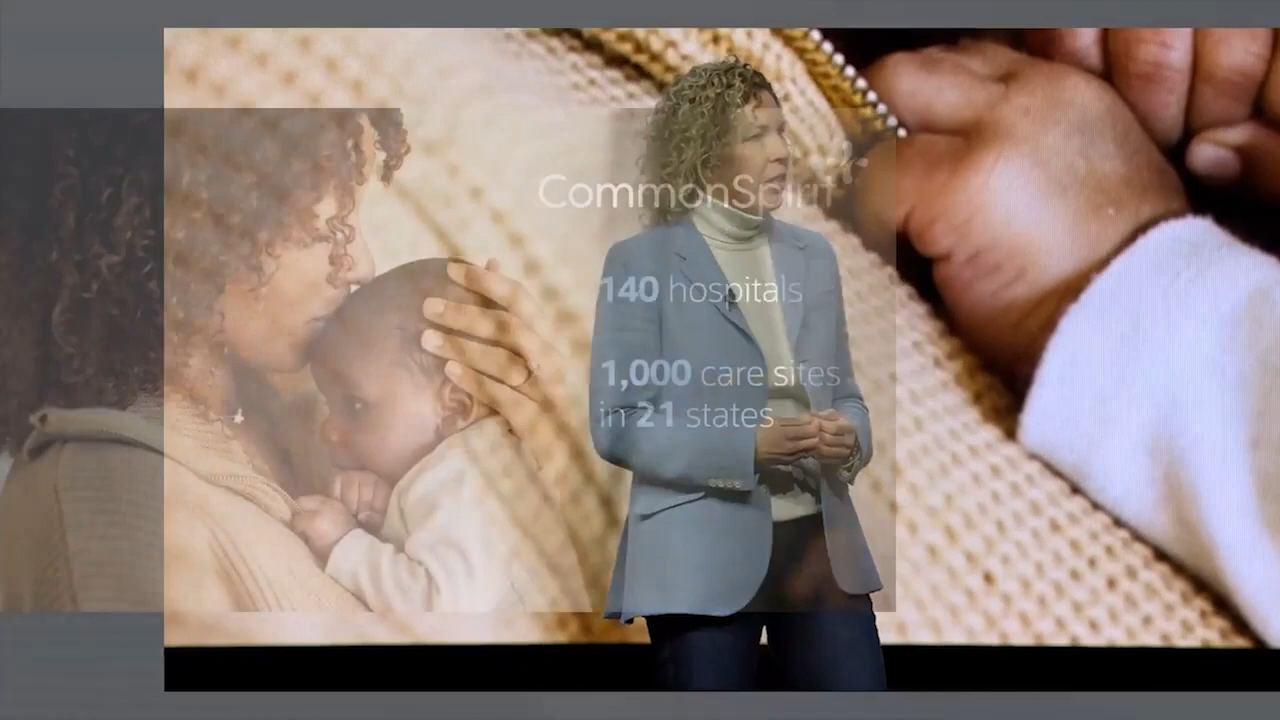 CommonSpirit
140 hospitals
1,000 care sites
in 21 states